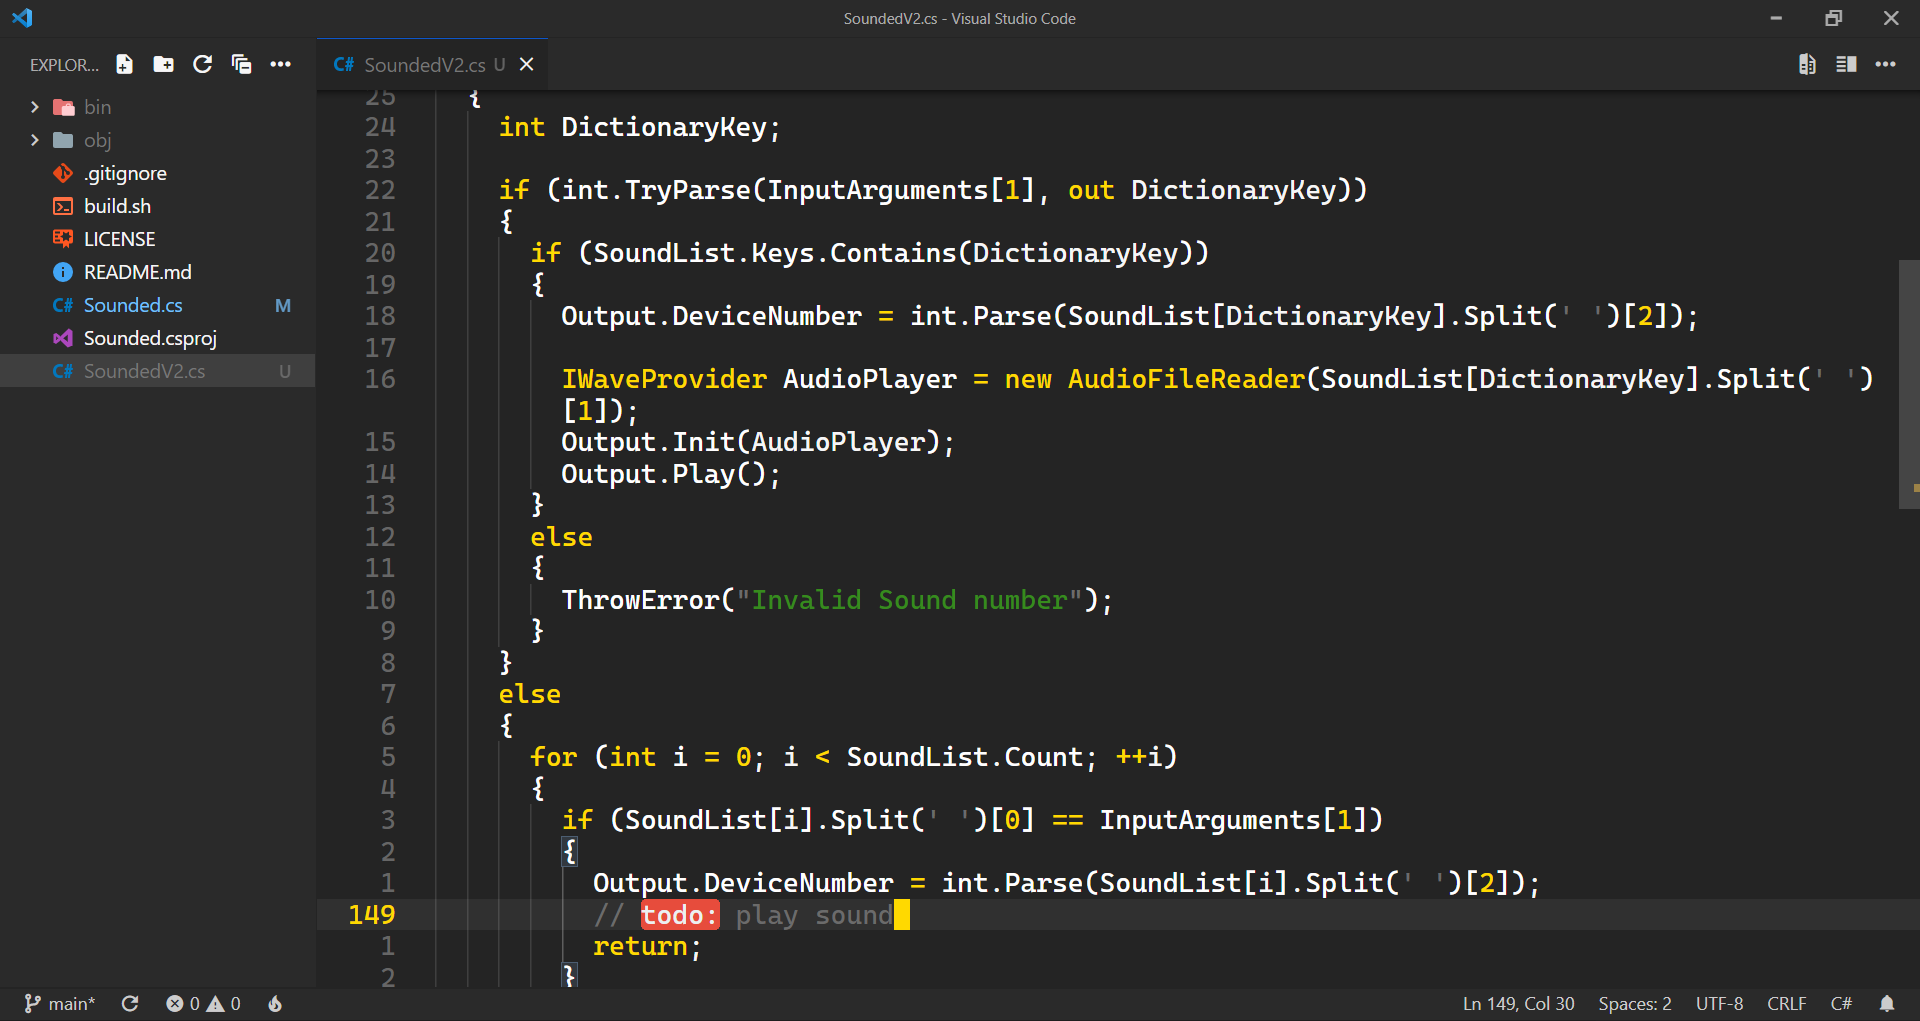 SoundedV2.cs - Visual Studio Code
EXPLOR...
C# SoundedV2.cs U
bin
obj
.gitignore
build.sh
LICENSE
README.md
C# Sounded.cs M
Sounded.csproj
C# SoundedV2.cs U
25 {
24 int DictionaryKey;
23
22 if (int.TryParse(InputArguments[1], out DictionaryKey))
21 {
20 if (SoundList.Keys.Contains(DictionaryKey))
19 {
18 Output.DeviceNumber = int.Parse(SoundList[DictionaryKey].Split(' ')[2]);
17
16 IWaveProvider AudioPlayer = new AudioFileReader(SoundList[DictionaryKey].Split(' ')
[1]);
15 Output.Init(AudioPlayer);
14 Output.Play();
13 }
12 else
11 {
10 ThrowError("Invalid Sound number");
9 }
8 }
7 else
6 {
5 for (int i = 0; i < SoundList.Count; ++i)
4 {
3 if (SoundList[i].Split(' ')[0] == InputArguments[1])
2 {
1 Output.DeviceNumber = int.Parse(SoundList[i].Split(' ')[2]);
149 // todo: play sound
1 return;
2 }
main* 0 0 Ln 149, Col 30 Spaces: 2 UTF-8 CRLF C#